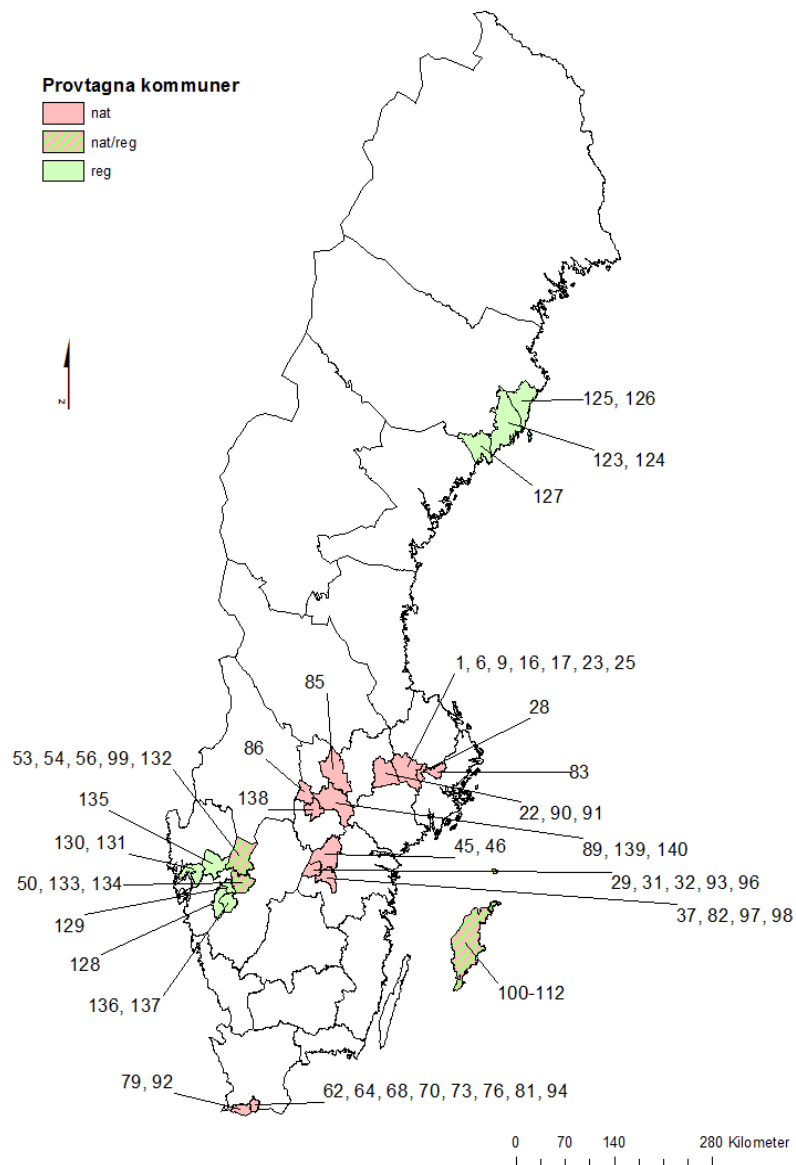 Provtagna kommuner
nat
nat/reg
reg
N
125, 126
123, 124
127
1, 6, 9, 16, 17, 23, 25
85
28
53, 54, 56, 99, 132
86
83
135
138
22, 90, 91
130, 131
45, 46
89, 139, 140
50, 133, 134
29, 31, 32, 93, 96
129
37, 82, 97, 98
128
100-112
136, 137
79, 92
62, 64, 68, 70, 73, 76, 81, 94
0 70 140 280 Kilometer